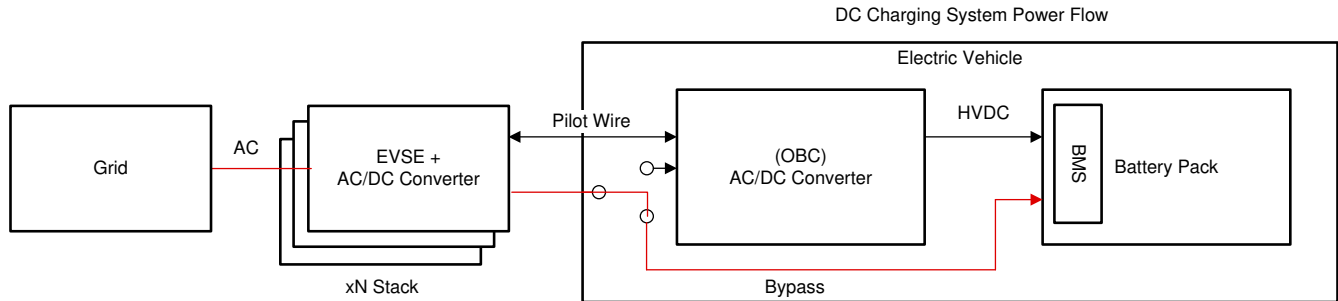 DC Charging System Power Flow
Electric Vehicle
Grid
AC
EVSE +
AC/DC Converter
xN Stack
Pilot Wire
(OBC)
AC/DC Converter
HVDC
BMS
Battery Pack
Bypass